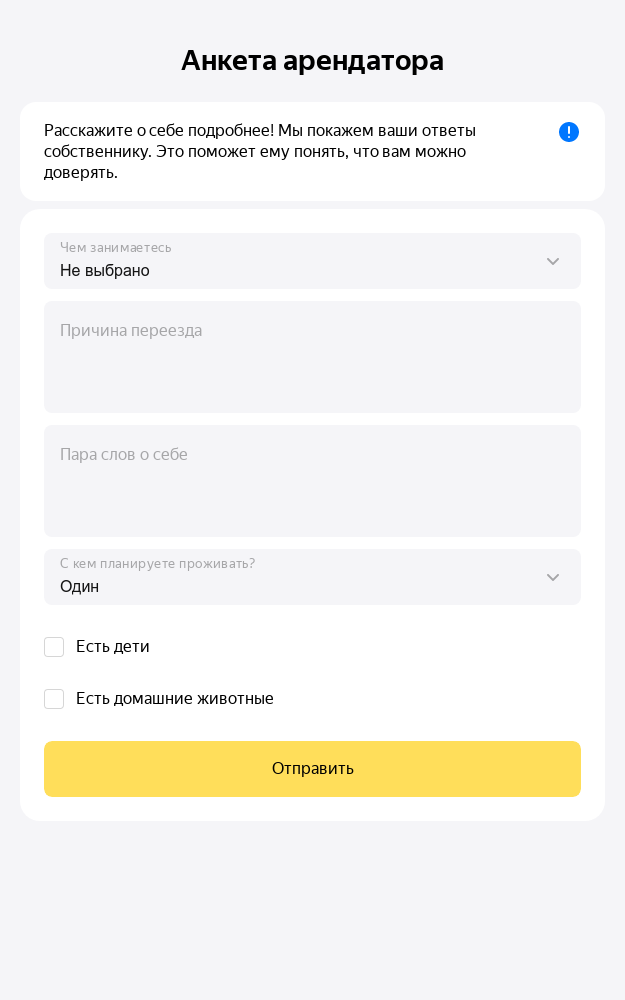 Анкета арендатора
Расскажите о себе подробнее! Мы покажем ваши ответы
собственнику. Это поможет ему понять, что вам можно
доверять.
Чем занимаетесь
Не выбрано
Причина переезда
Пара слов о себе
С кем планируете проживать?
Один
Есть дети
Есть домашние животные
Отправить